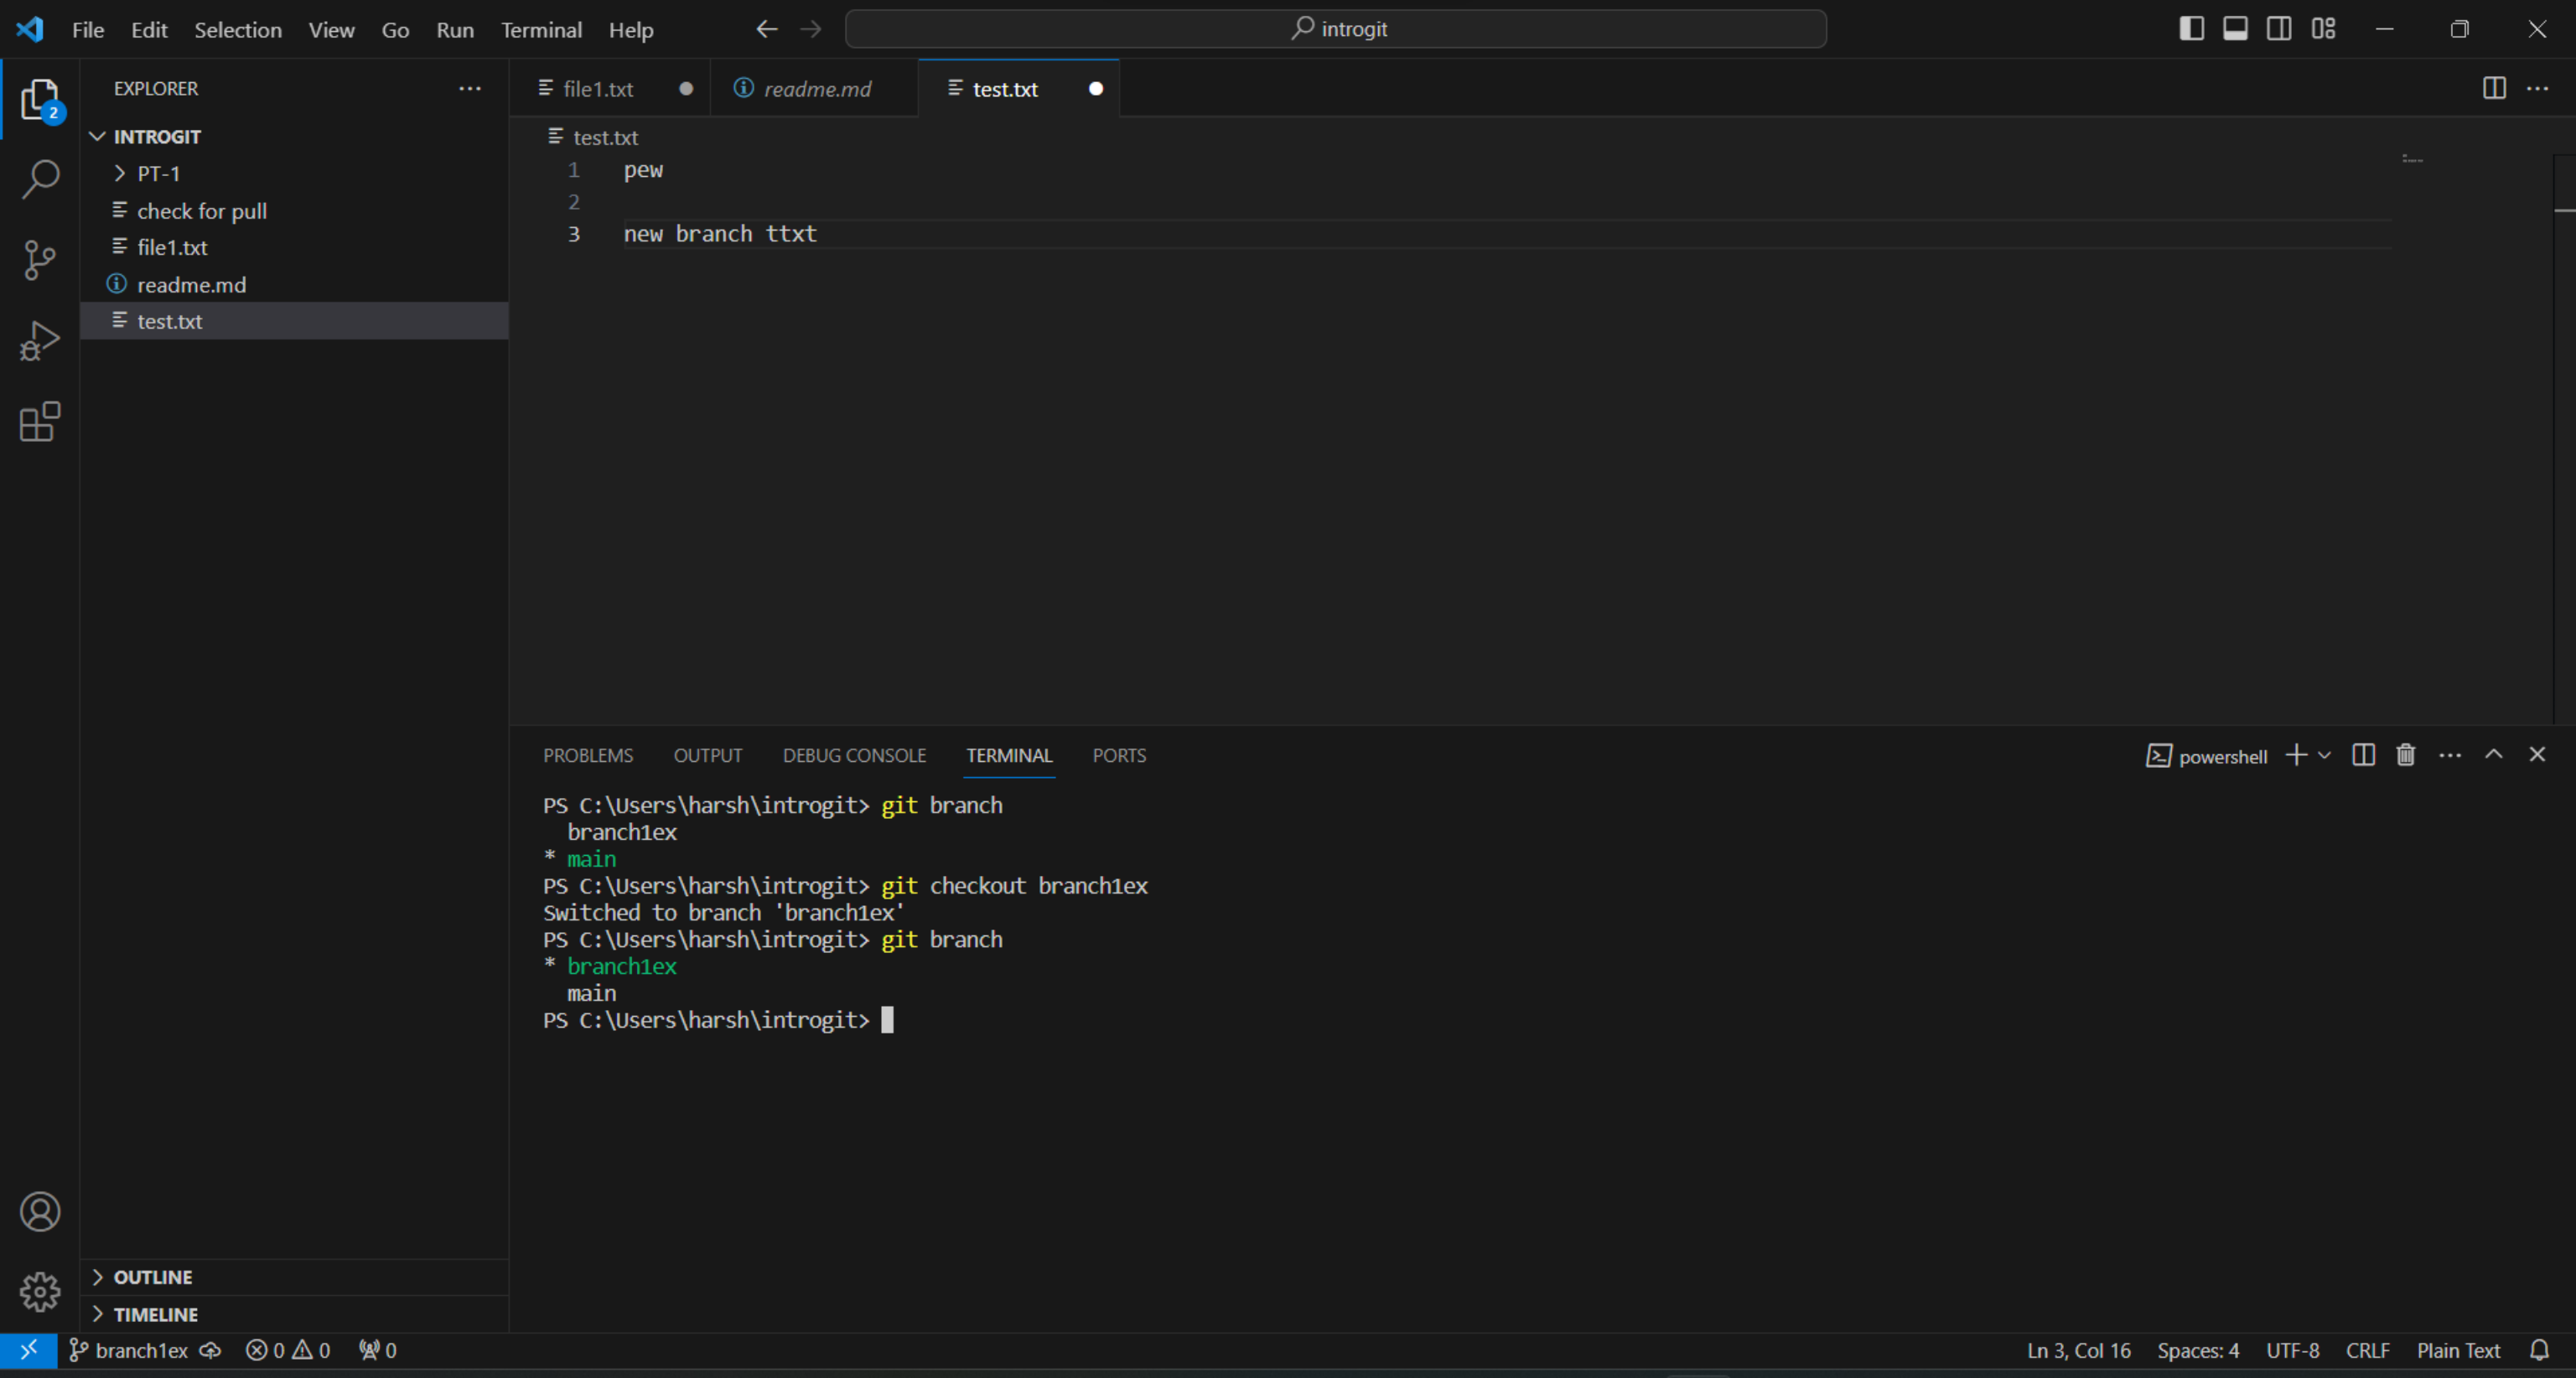 File Edit Selection View Go Run Terminal Help
introgit
EXPLORER
2
INTROGIT
PT-1
check for pull
file1.txt
readme.md
test.txt
OUTLINE
TIMELINE
file1.txt readme.md test.txt
test.txt
1 pew
2
3 new branch ttxt
PROBLEMS OUTPUT DEBUG CONSOLE TERMINAL PORTS
powershell
PS C:\Users\harsh\introgit> git branch
branch1ex
* main
PS C:\Users\harsh\introgit> git checkout branch1ex
Switched to branch 'branch1ex'
PS C:\Users\harsh\introgit> git branch
* branch1ex
main
PS C:\Users\harsh\introgit>
branch1ex 0 0 0 Ln 3, Col 16 Spaces: 4 UTF-8 CRLF Plain Text